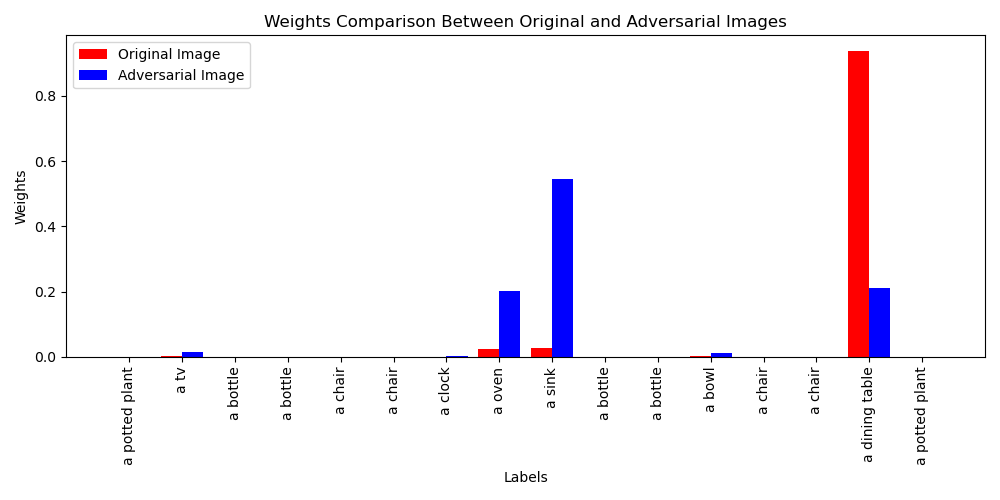 Weights Comparison Between Original and Adversarial Images
Original Image
Adversarial Image
Weights
0.8
0.6
0.4
0.2
0.0
a potted plant
a tv
a bottle
a bottle
a chair
a chair
a clock
a oven
a sink
a bottle
a bottle
a bowl
a chair
a chair
a dining table
a potted plant
Labels